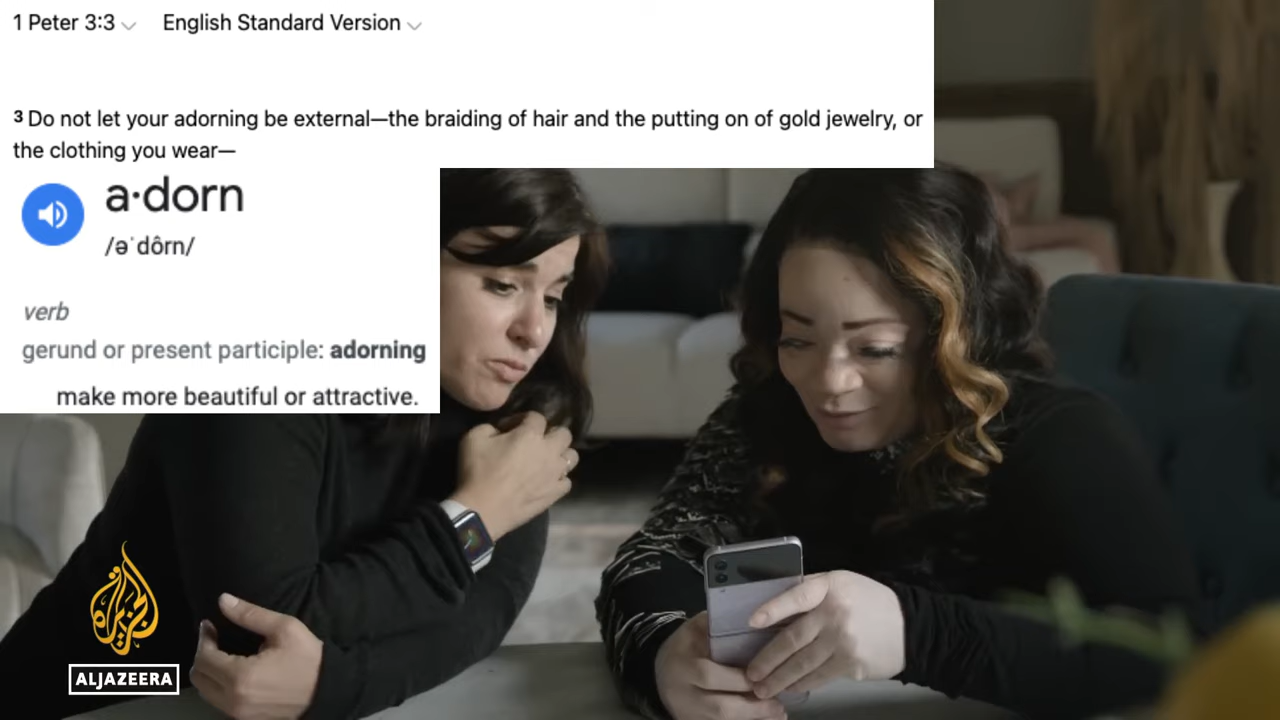 1 Peter 3:3 English Standard Version
3 Do not let your adorning be external—the braiding of hair and the putting on of gold jewelry, or
the clothing you wear—
a·dorn
/əˈdôrn/
verb
gerund or present participle: adorning
make more beautiful or attractive.
الجزيرة
ALJAZEERA